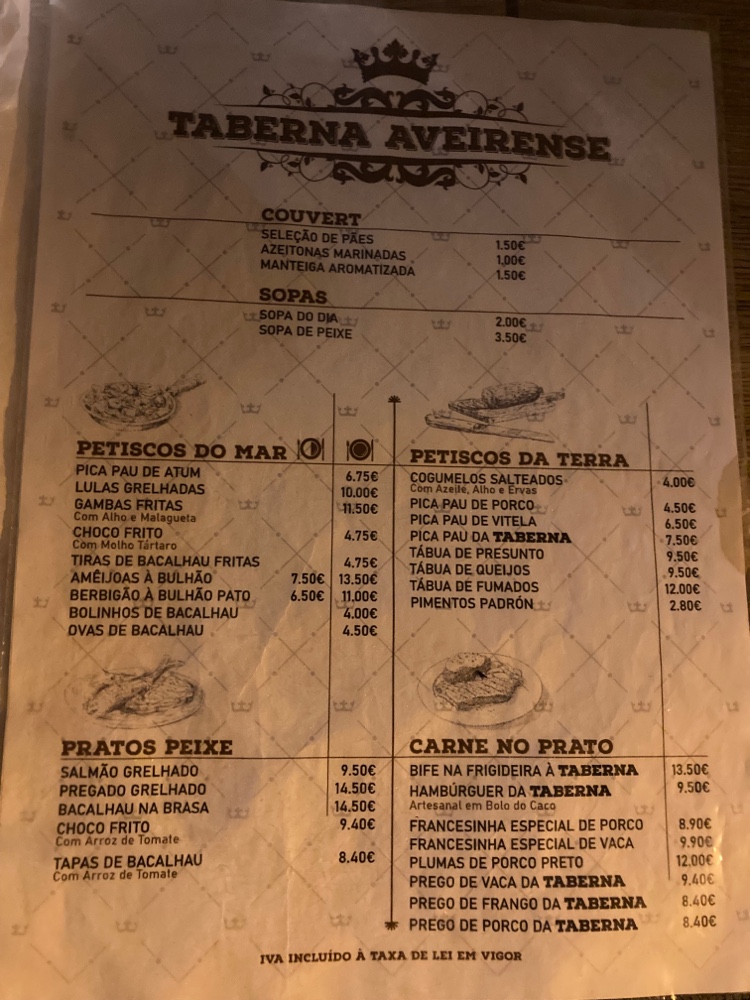 TABERNA AVEIRENSE
COUVERT
SELEÇÃO DE PÃES 1.50€
AZEITONAS MARINADAS 1,00€
MANTEIGA AROMATIZADA 1.50€
SOPAS
SOPA DO DIA 2.00€
SOPA DE PEIXE 3.50€
PETISCOS DO MAR
PICA PAU DE ATUM 6.75€
LULAS GRELHADAS 10.00€
GAMBAS FRITAS 11.50€
Com Alho e Malagueta
CHOCO FRITO 4.75€
Com Molho Tártaro
TIRAS DE BACALHAU FRITAS 4.75€
AMÊIJOAS À BULHÃO 7.50€ 13.50€
BERBIGÃO À BULHÃO PATO 6.50€ 11.00€
BOLINHOS DE BACALHAU 4.00€
OVAS DE BACALHAU 4.50€
PETISCOS DA TERRA
COGUMELOS SALTEADOS 4.00€
Com Azeite, Alho e Ervas
PICA PAU DE PORCO 4.50€
PICA PAU DE VITELA 6.50€
PICA PAU DA TABERNA 7.50€
TÁBUA DE PRESUNTO 9.50€
TÁBUA DE QUEIJOS 9.50€
TÁBUA DE FUMADOS 12.00€
PIMENTOS PADRÓN 2.80€
PRATOS PEIXE
SALMÃO GRELHADO 9.50€
PREGADO GRELHADO 14.50€
BACALHAU NA BRASA 14.50€
CHOCO FRITO 9.40€
Com Arroz de Tomate
TAPAS DE BACALHAU 8.40€
Com Arroz de Tomate
CARNE NO PRATO
BIFE NA FRIGIDEIRA À TABERNA 13.50€
HAMBÚRGUER DA TABERNA 9.50€
Artesanal em Bolo do Caco
FRANCESINHA ESPECIAL DE PORCO 8.90€
FRANCESINHA ESPECIAL DE VACA 9.90€
PLUMAS DE PORCO PRETO 12.00€
PREGO DE VACA DA TABERNA 9.40€
PREGO DE FRANGO DA TABERNA 8.40€
PREGO DE PORCO DA TABERNA 8.40€
IVA INCLUÍDO À TAXA DE LEI EM VIGOR